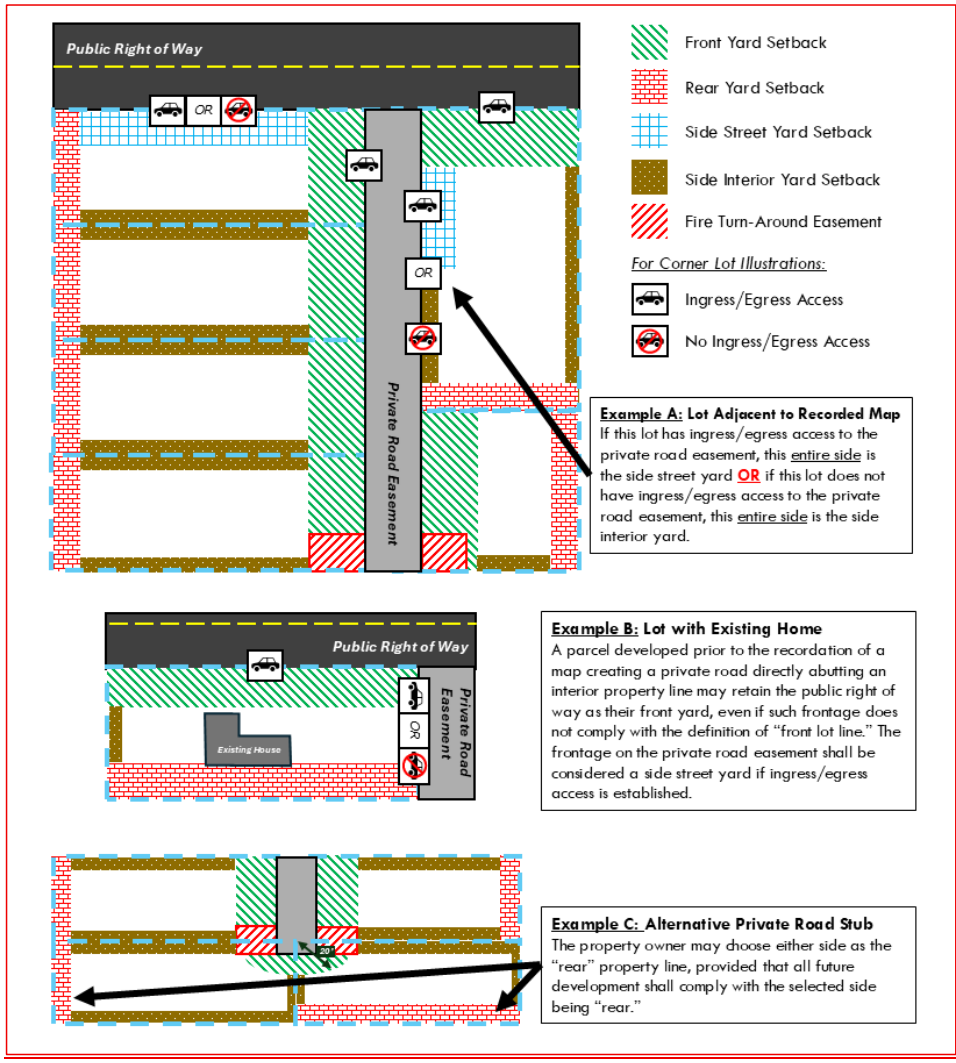 Public Right of Way
OR
OR
Private Road Easement
Front Yard Setback
Rear Yard Setback
Side Street Yard Setback
Side Interior Yard Setback
Fire Turn-Around Easement
For Corner Lot Illustrations:
Ingress/Egress Access
No Ingress/Egress Access
Example A: Lot Adjacent to Recorded Map
If this lot has ingress/egress access to the
private road easement, this entire side is
the side street yard OR if this lot does not
have ingress/egress access to the private
road easement, this entire side is the side
interior yard.
Public Right of Way
Private Road
Easement
OR
Existing House
Example B: Lot with Existing Home
A parcel developed prior to the recordation of a
map creating a private road directly abutting an
interior property line may retain the public right of
way as their front yard, even if such frontage does
not comply with the definition of “front lot line.” The
frontage on the private road easement shall be
considered a side street yard if ingress/egress
access is established.
20'
Example C: Alternative Private Road Stub
The property owner may choose either side as the
“rear” property line, provided that all future
development shall comply with the selected side
being “rear.”